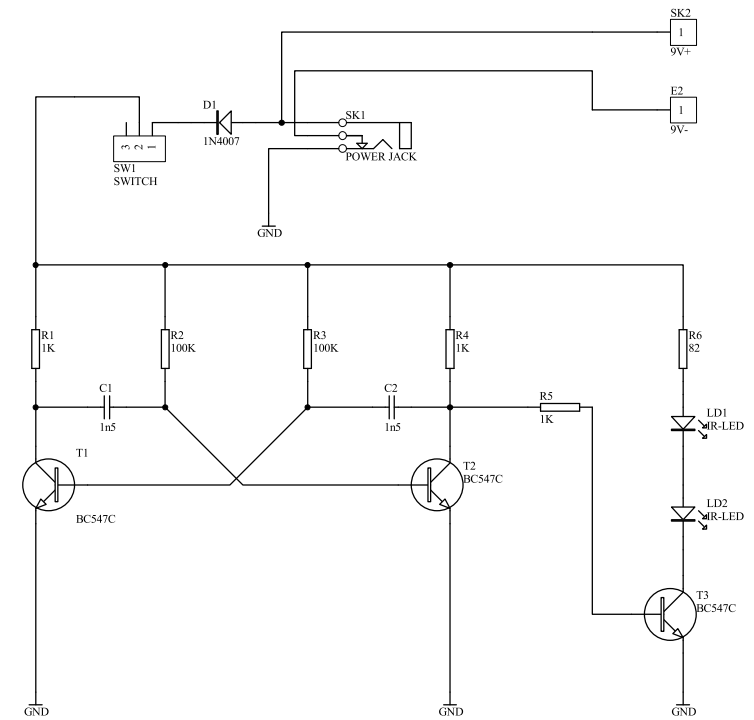 SK2
1
9V+
E2
1
9V-
D1
1N4007
SK1
POWER JACK
3 2 1
SW1
SWITCH
GND
R1
1K
R2
100K
R3
100K
R4
1K
R6
82
C1
1n5
C2
1n5
R5
1K
LD1
IR-LED
T1
BC547C
T2
BC547C
LD2
IR-LED
T3
BC547C
GND
GND
GND